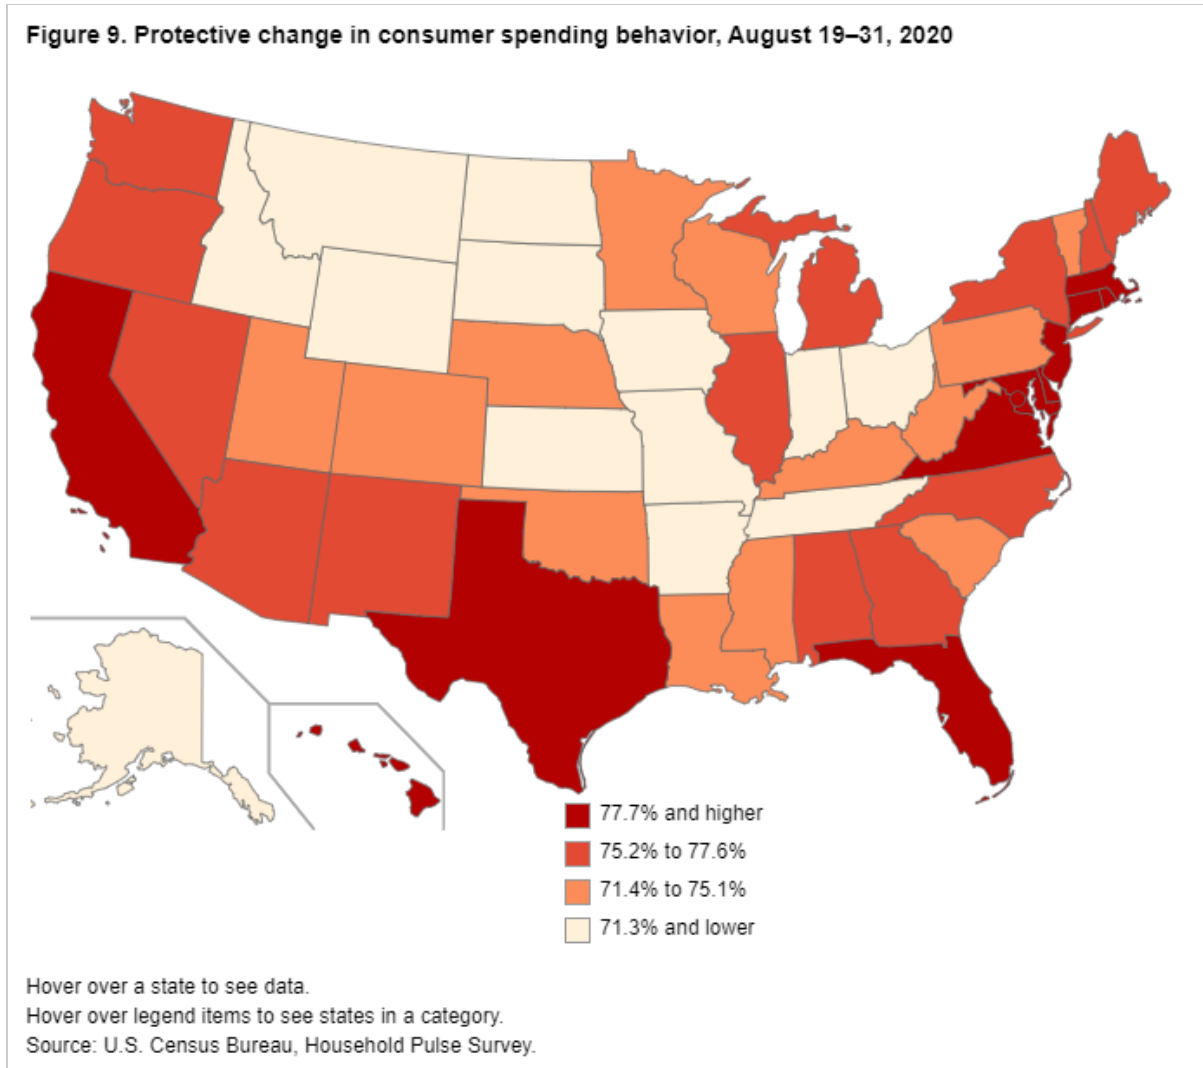 Figure 9. Protective change in consumer spending behavior, August 19–31, 2020
77.7% and higher
75.2% to 77.6%
71.4% to 75.1%
71.3% and lower
Hover over a state to see data.
Hover over legend items to see states in a category.
Source: U.S. Census Bureau, Household Pulse Survey.